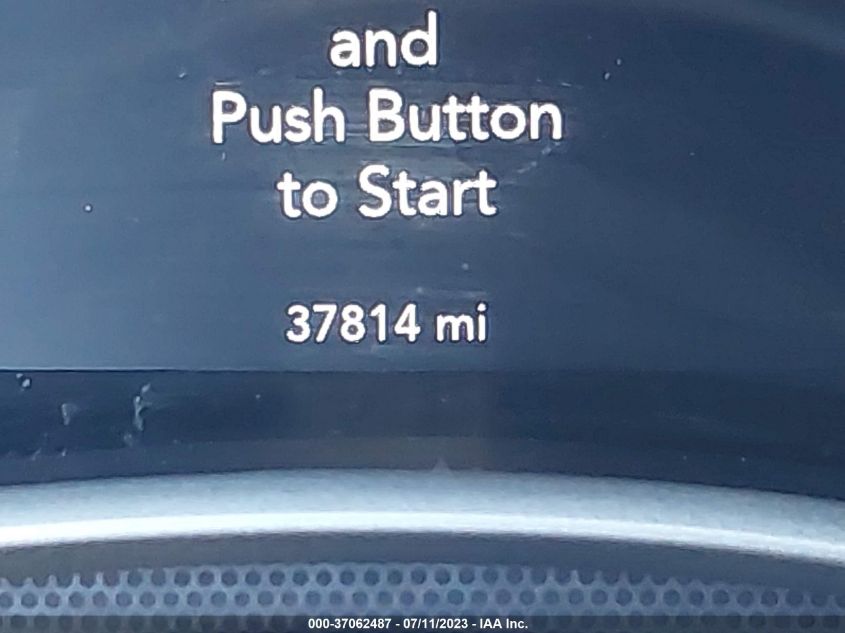 and
Push Button
to Start
37814 mi
000-37062487 - 07/11/2023 - IAA Inc.